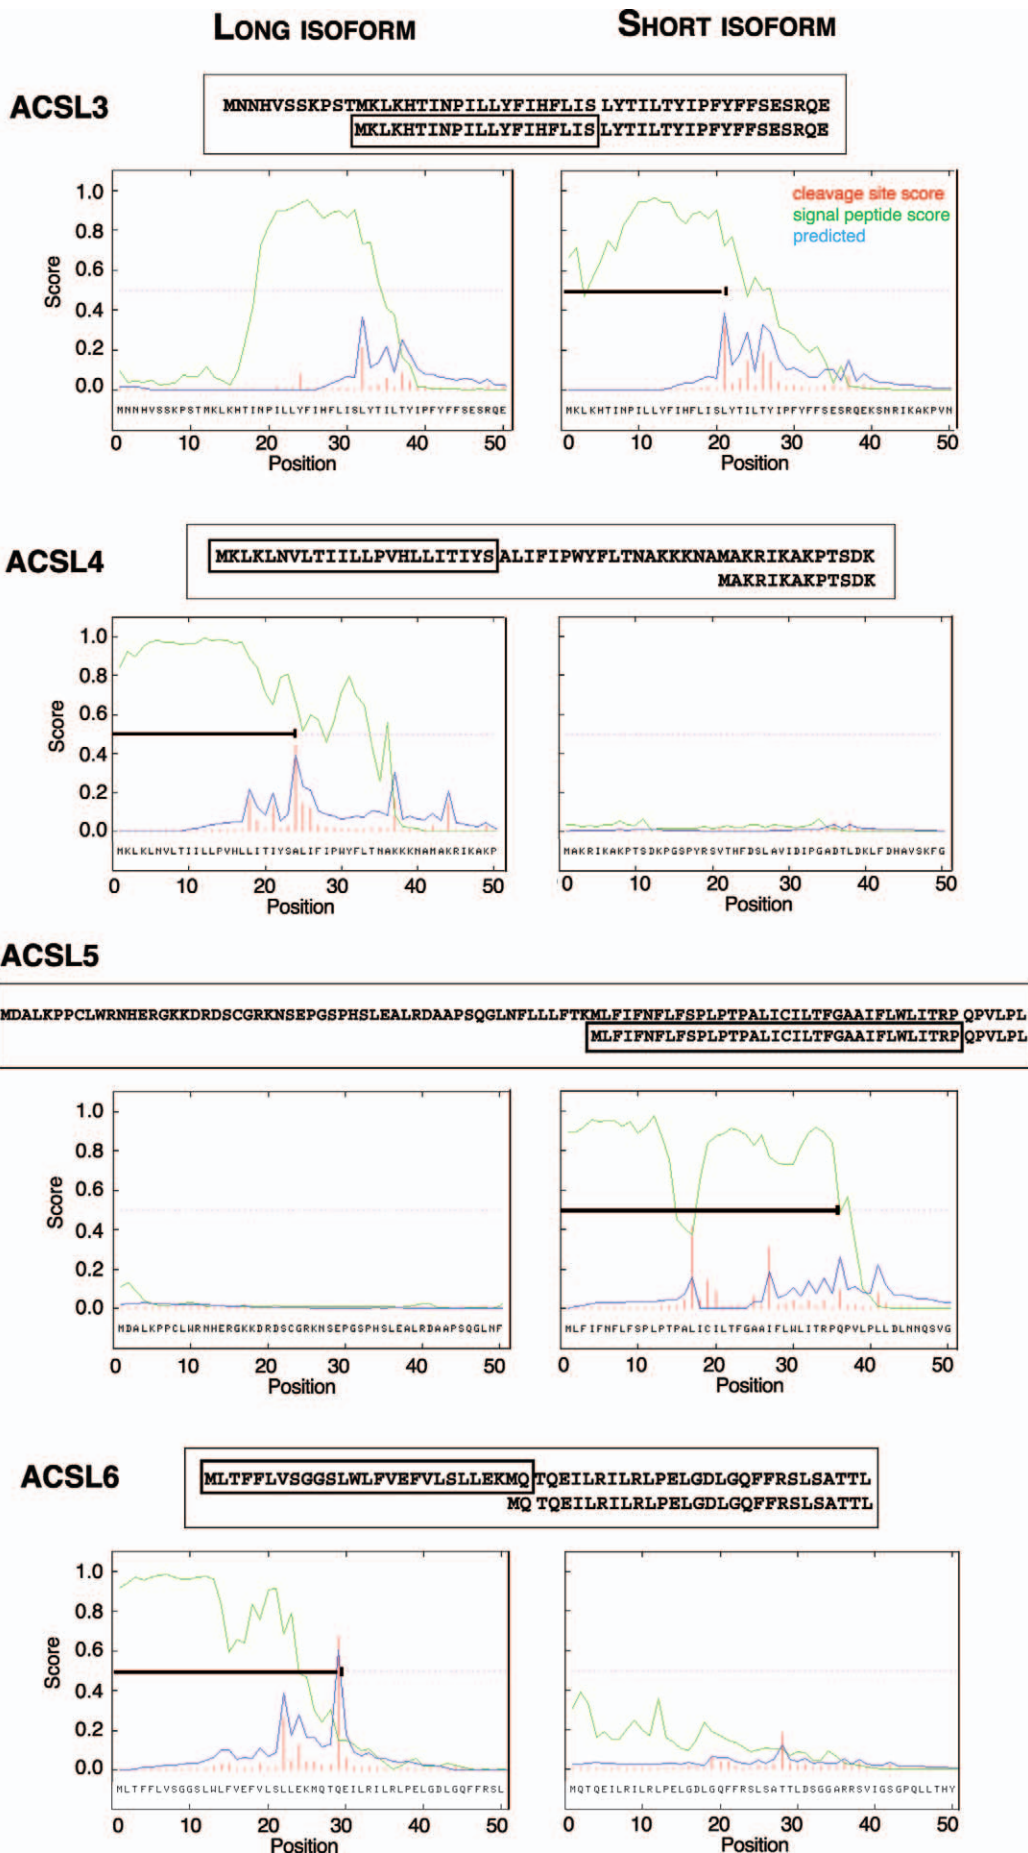 LONG ISOFORM
SHORT ISOFORM
ACSL3
MNNHVSSKPSTMKLKHTINPILLYFIHFLIS LYTILTYIPFYFFSESRQE
MKLKHTINPILLYFIHFLIS LYTILTYIPFYFFSESRQE
cleavage site score
signal peptide score
predicted
Score
1.0
0.8
0.6
0.4
0.2
0.0
MNNHVSSKPSTMKLKHTINPILLYFIHFLISLYTILTYIPFYFFSESRQE
MKLKHTINPILLYFIHFLISLYTILTYIPFYFFSESRQEKSNRIKAKPVN
0 10 20 30 40 50
0 10 20 30 40 50
Position
Position
ACSL4
MKLKLNVLTIILLPVHLLITIYS ALIFIPWYFLTNAKKKNAMAKRIKAKPTSDK
MAKRIKAKPTSDK
Score
1.0
0.8
0.6
0.4
0.2
0.0
MKLKLNVLTIILLPVHLLITIYSALIFIPWYFLTNAKKKNAMAKRIKAKP
MAKRIKAKPTSDKPGSPYRSVTHFDSLAVIDIPGADTLDKLFDHAVSKFG
0 10 20 30 40 50
0 10 20 30 40 50
Position
Position
ACSL5
MDALKPPCLWRNHERGKKDRDSCGRKNSEPGSPHSLEALRDAAPSQGLNFLLLFTKMLFIFNFLFSPLPTPALICILTFGAAIFLWLITRP QPVLPL
MLFIFNFLFSPLPTPALICILTFGAAIFLWLITRP QPVLPL
Score
1.0
0.8
0.6
0.4
0.2
0.0
MDALKPPCLWRNHERGKKDRDSCGRKNSEPGSPHSLEALRDAAPSQGLNF
MLFIFNFLFSPLPTPALICILTFGAAIFLWLITRPQPVLPLLDLNNQSVG
0 10 20 30 40 50
0 10 20 30 40 50
Position
Position
ACSL6
MLTFFLVSGGSLWLFVEFVLSLLEKMQ TQEILRILRLPELGDLGQFFRSLSATTL
MQ TQEILRILRLPELGDLGQFFRSLSATTL
Score
1.0
0.8
0.6
0.4
0.2
0.0
MLTFFLVSGGSLWLFVEFVLSLLEKMQTQEILRILRLPELGDLGQFFRSL
MQTQEILRILRLPELGDLGQFFRSLSATTLDSGGARRSVIGSGPQLLTHY
0 10 20 30 40 50
0 10 20 30 40 50
Position
Position